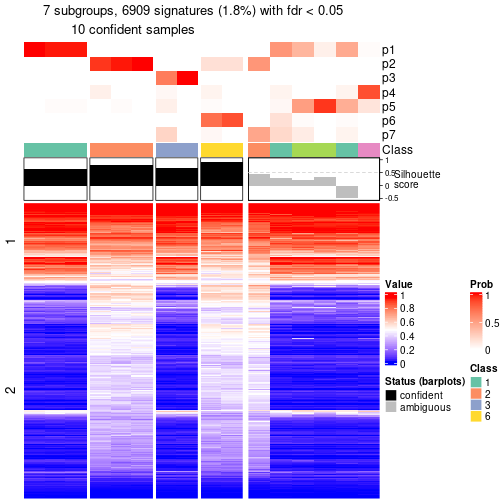 7 subgroups, 6909 signatures (1.8%) with fdr < 0.05
10 confident samples
p1
p2
p3
p4
p5
p6
p7
Class
1
0.5
0
-0.5
Silhouette
score
1
2
Value
1
0.8
0.6
0.4
0.2
0
Status (barplots)
confident
ambiguous
Prob
1
0.5
0
Class
1
2
3
6